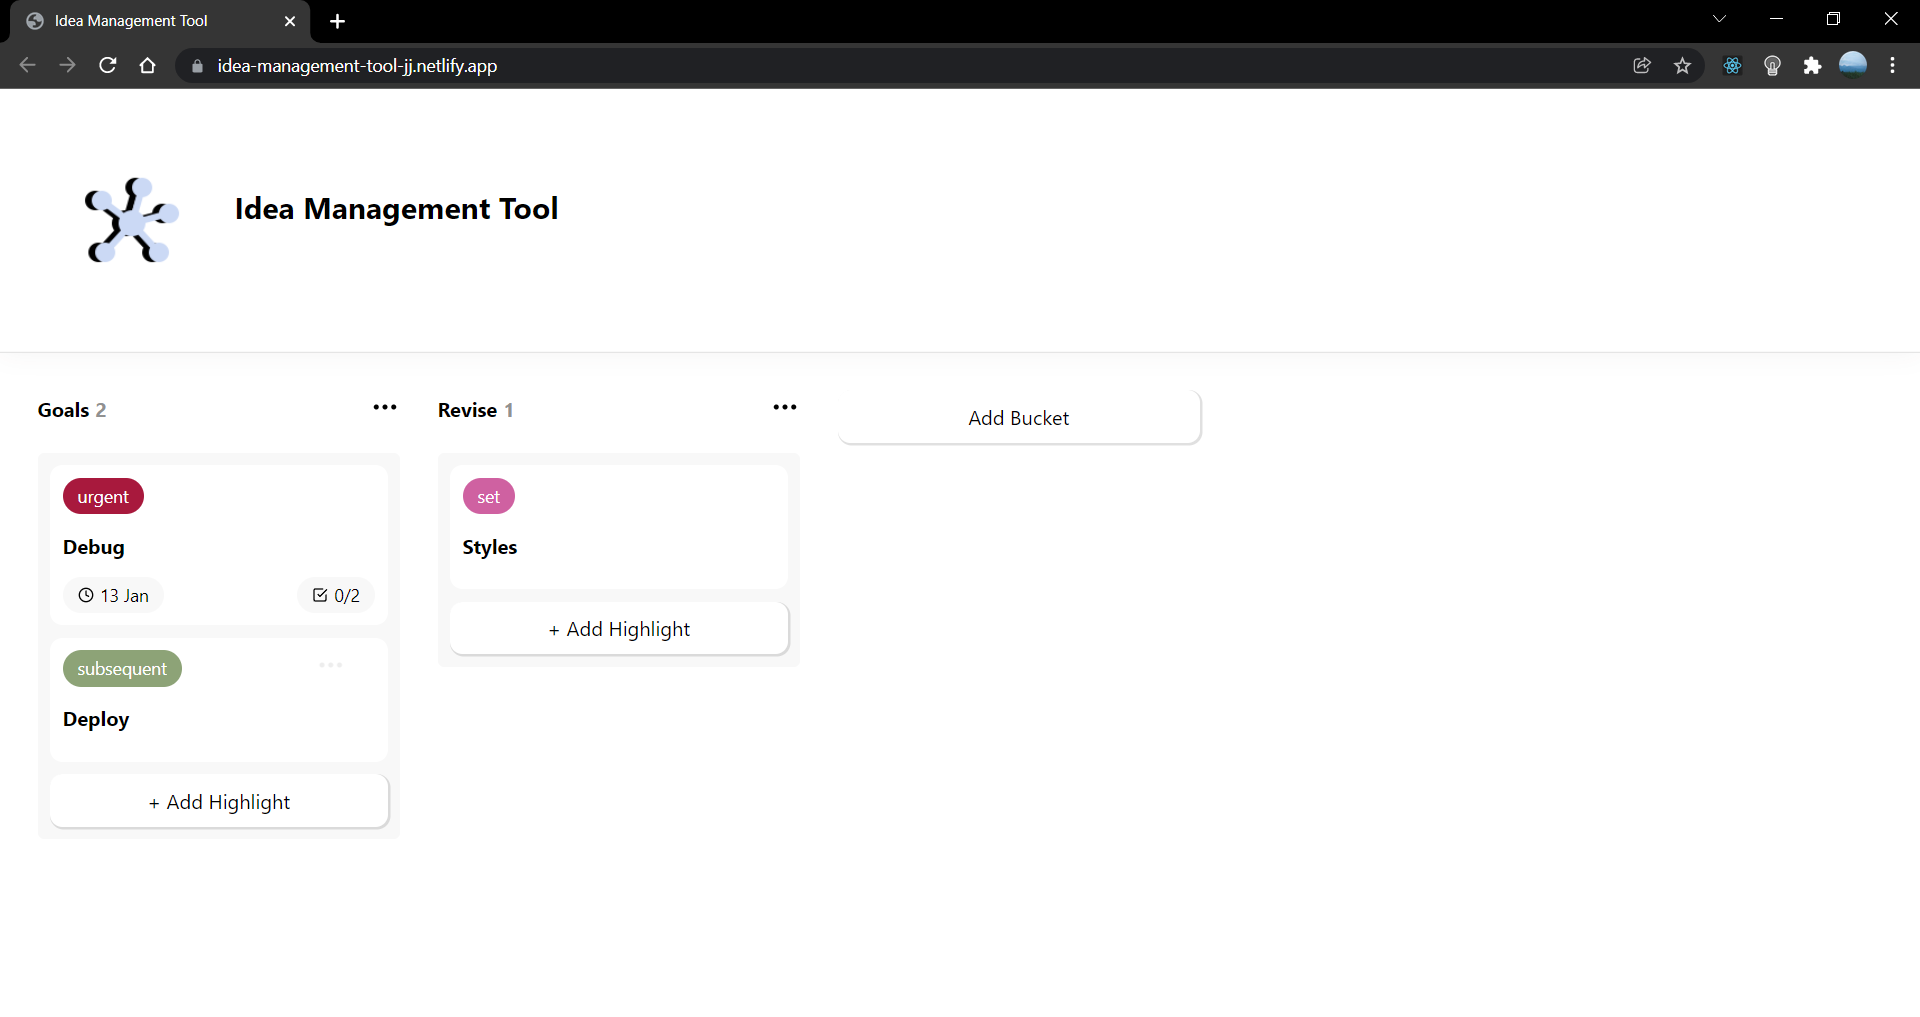 Idea Management Tool
idea-management-tool-jj.netlify.app
Idea Management Tool
Goals 2
urgent
Debug
13 Jan
0/2
subsequent
Deploy
+ Add Highlight
Revise 1
set
Styles
+ Add Highlight
Add Bucket